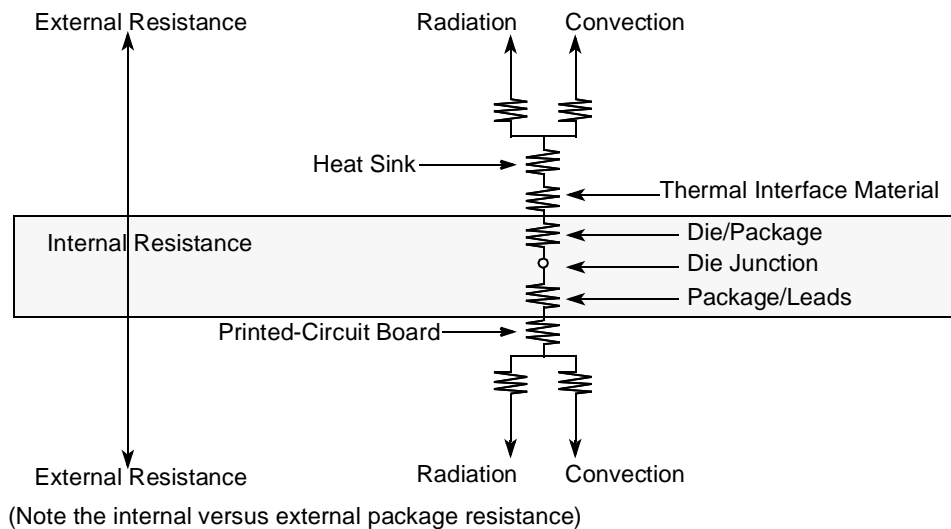 External Resistance
Radiation
Convection
Heat Sink
Thermal Interface Material
Internal Resistance
Die/Package
Die Junction
Package/Leads
Printed-Circuit Board
External Resistance
Radiation
Convection
(Note the internal versus external package resistance)